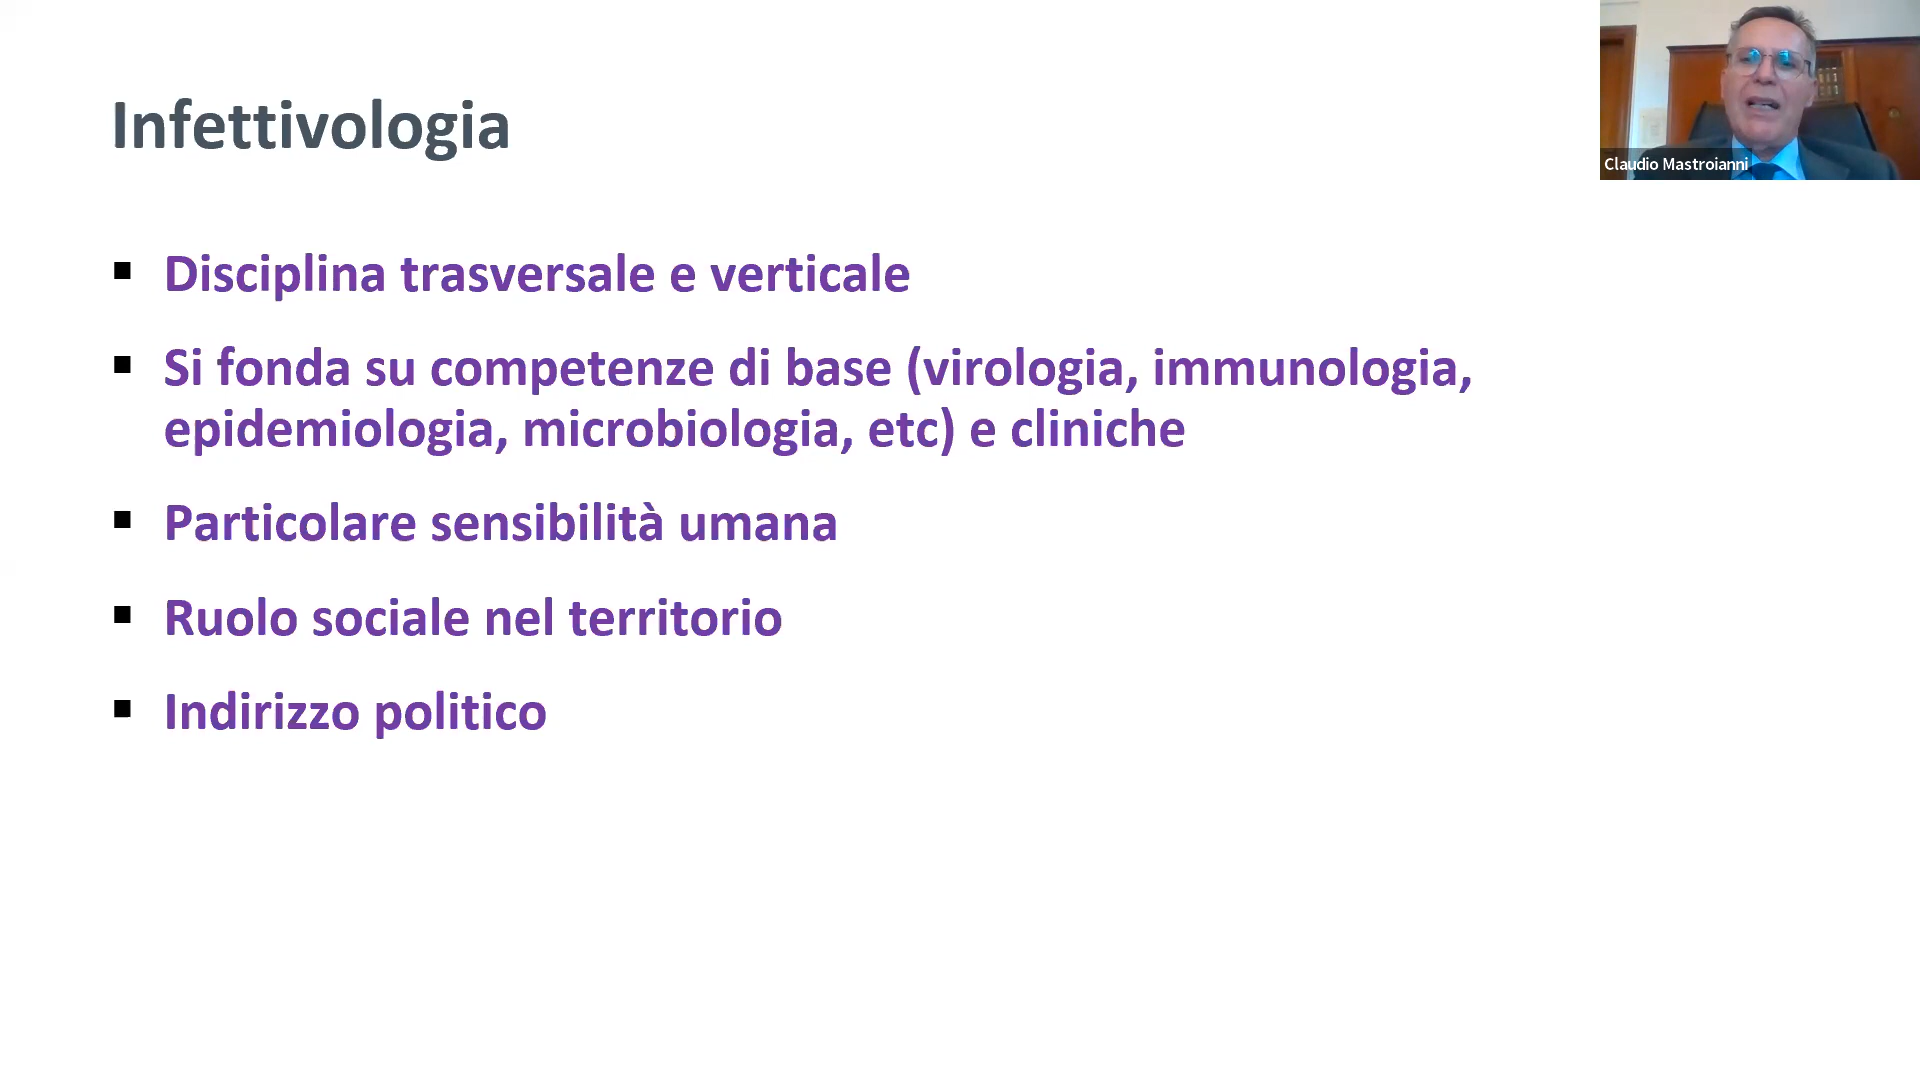 Infettivologia
Claudio Mastroianni
▪ Disciplina trasversale e verticale
▪ Si fonda su competenze di base (virologia, immunologia,
epidemiologia, microbiologia, etc) e cliniche
▪ Particolare sensibilità umana
▪ Ruolo sociale nel territorio
▪ Indirizzo politico